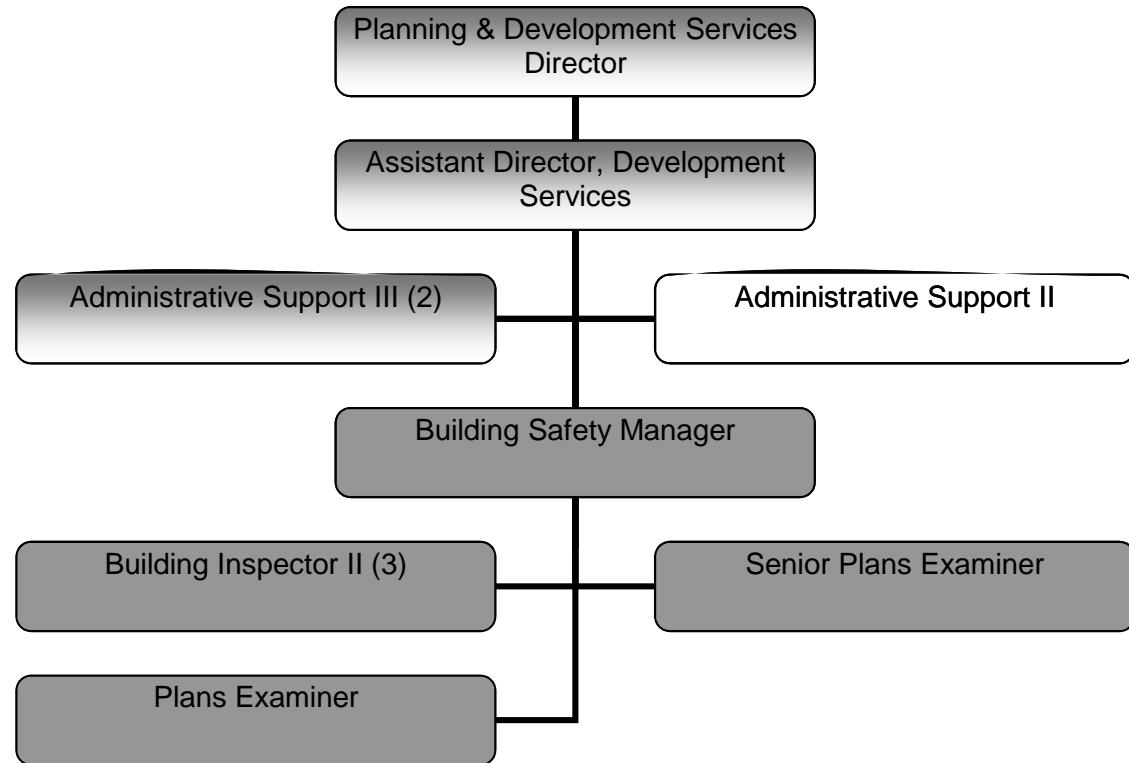 Planning & Development Services
Director
Assistant Director, Development
Services
Administrative Support III (2)
Administrative Support II
Building Safety Manager
Building Inspector II (3)
Senior Plans Examiner
Plans Examiner